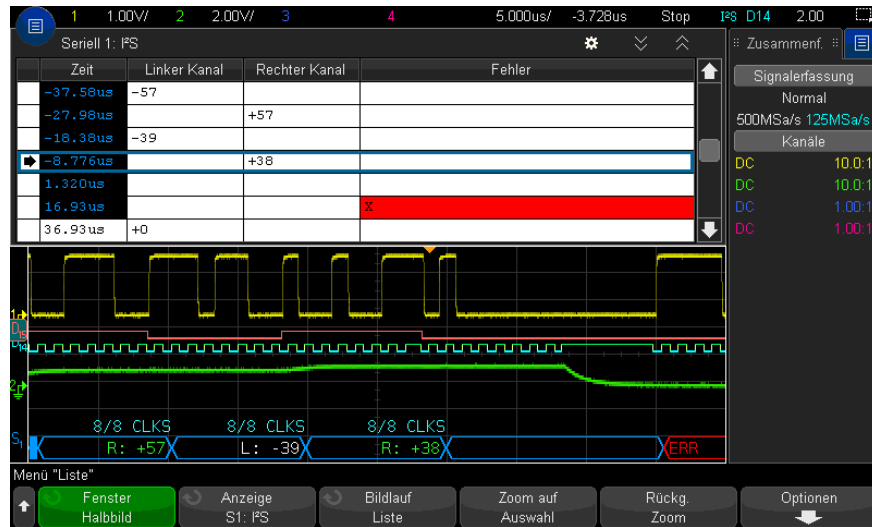 1 1.00V/ 2 2.00V/ 3 4 5.000us/ -3.728us Stop I²S D14 2.00
Seriell 1: I²S
Zusammenf.
Zeit Linker Kanal Rechter Kanal Fehler
-37.58us -57
-27.98us +57
-18.38us -39
-8.776us +38
1.320us
16.93us X
36.93us +0
Signalerfassung
Normal
500MSa/s 125MSa/s
Kanäle
DC 10.0:1
DC 10.0:1
DC 1.00:1
DC 1.00:1
1
D15
D14
2
8/8 CLKS 8/8 CLKS 8/8 CLKS
S1 R: +57 L: -39 R: +38 ERR
Menü "Liste"
Fenster Anzeige Bildlauf Zoom auf Rückg. Optionen
Halbbild S1: I²S Liste Auswahl Zoom